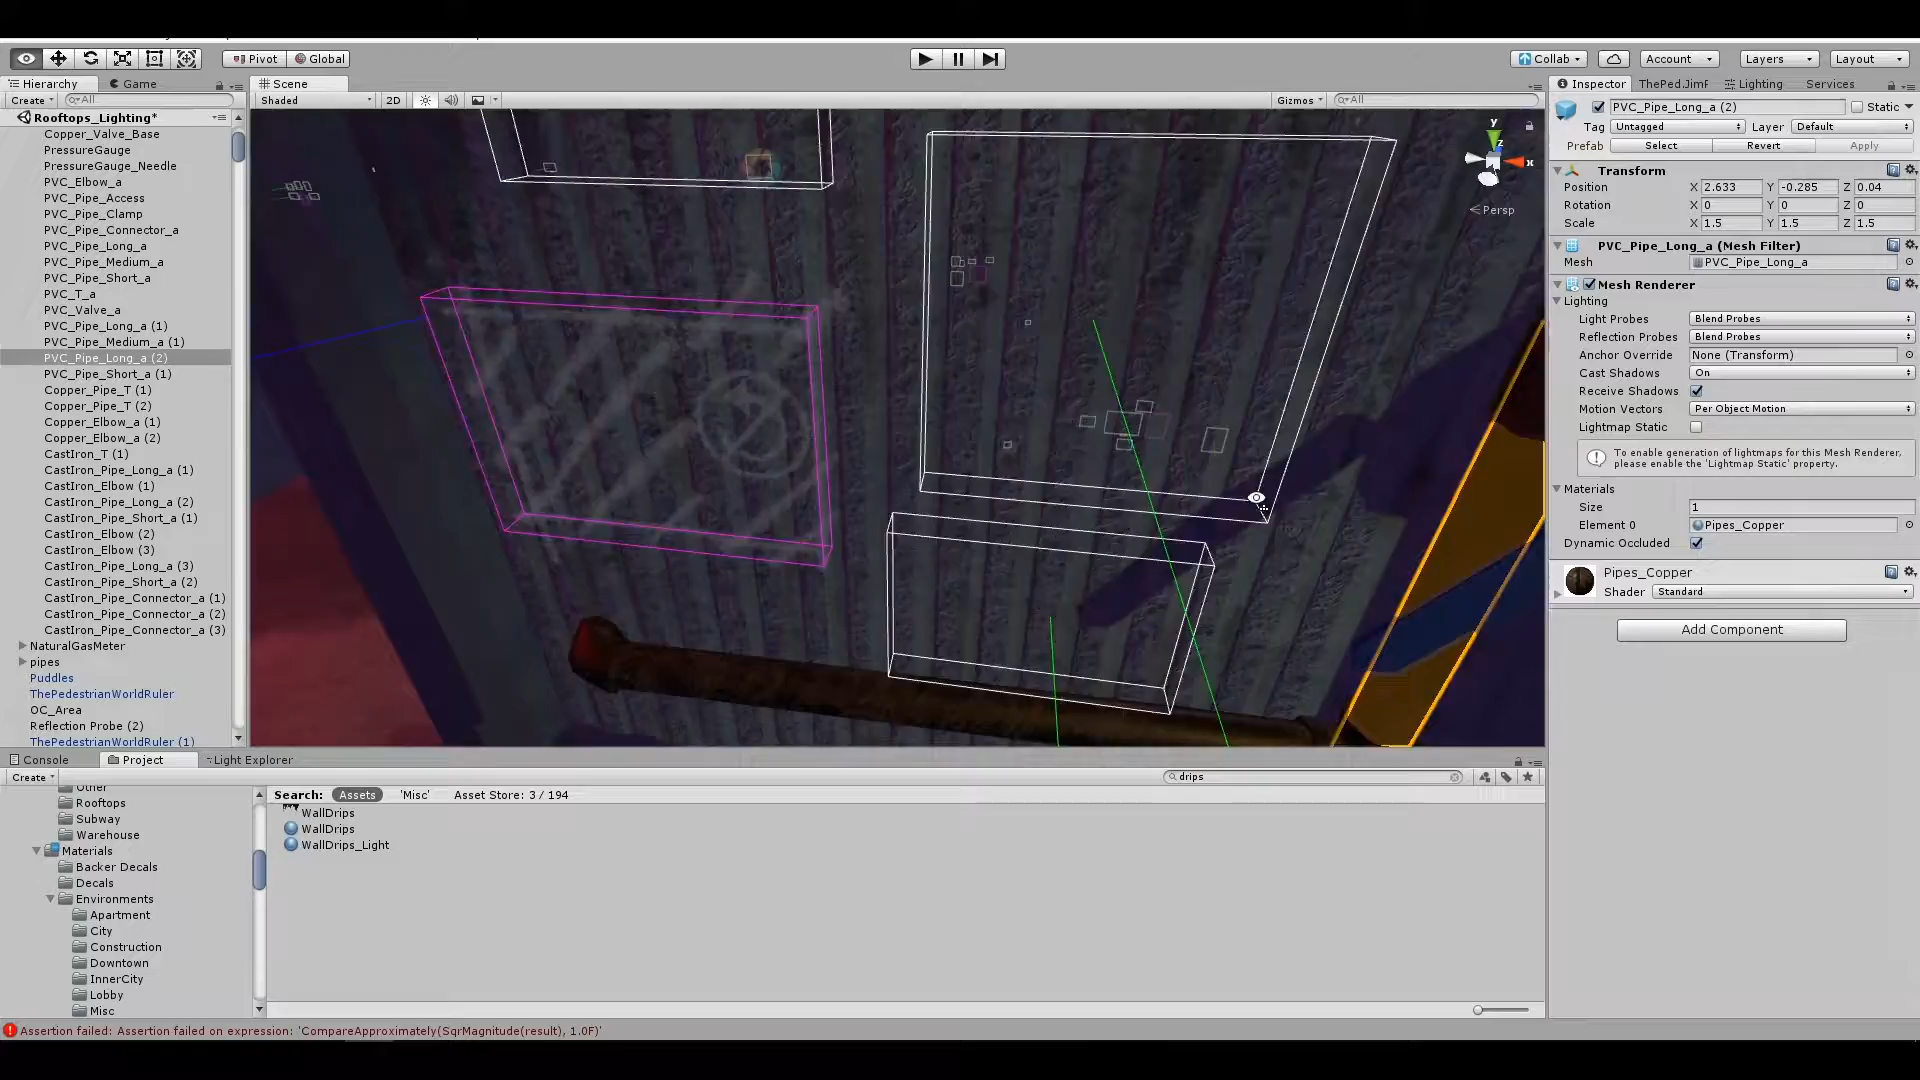 Pivot Global Collab Account Layers Layout
Hierarchy Game Scene Inspector ThePed.JimF Lighting Services
Create All Shaded 2D Gizmos All
Rooftops_Lighting*
Copper_Valve_Base
PressureGauge
PressureGauge_Needle
PVC_Elbow_a
PVC_Pipe_Access
PVC_Pipe_Clamp
PVC_Pipe_Connector_a
PVC_Pipe_Long_a
PVC_Pipe_Medium_a
PVC_Pipe_Short_a
PVC_T_a
PVC_Valve_a
PVC_Pipe_Long_a (1)
PVC_Pipe_Medium_a (1)
PVC_Pipe_Long_a (2)
PVC_Pipe_Short_a (1)
Copper_Pipe_T (1)
Copper_Pipe_T (2)
Copper_Elbow_a (1)
Copper_Elbow_a (2)
CastIron_T (1)
CastIron_Pipe_Long_a (1)
CastIron_Elbow (1)
CastIron_Pipe_Long_a (2)
CastIron_Pipe_Short_a (1)
CastIron_Elbow (2)
CastIron_Elbow (3)
CastIron_Pipe_Long_a (3)
CastIron_Pipe_Short_a (2)
CastIron_Pipe_Connector_a (1)
CastIron_Pipe_Connector_a (2)
CastIron_Pipe_Connector_a (3)
NaturalGasMeter
pipes
Puddles
ThePedestrianWorldRuler
OC_Area
Reflection Probe (2)
ThePedestrianWorldRuler (1)
y
z
x
Persp
PVC_Pipe_Long_a (2) Static
Tag Untagged Layer Default
Prefab Select Revert Apply
Transform
Position X 2.633 Y -0.285 Z 0.04
Rotation X 0 Y 0 Z 0
Scale X 1.5 Y 1.5 Z 1.5
PVC_Pipe_Long_a (Mesh Filter)
Mesh PVC_Pipe_Long_a
Mesh Renderer
Lighting
Light Probes Blend Probes
Reflection Probes Blend Probes
Anchor Override None (Transform)
Cast Shadows On
Receive Shadows
Motion Vectors Per Object Motion
Lightmap Static
To enable generation of lightmaps for this Mesh Renderer,
please enable the 'Lightmap Static' property.
Materials
Size 1
Element 0 Pipes_Copper
Dynamic Occluded
Pipes_Copper
Shader Standard
Add Component
Console Project Light Explorer
Create drips
Other
Rooftops
Subway
Warehouse
Materials
Backer Decals
Decals
Environments
Apartment
City
Construction
Downtown
InnerCity
Lobby
Misc
Search: Assets 'Misc' Asset Store: 3 / 194
WallDrips
WallDrips
WallDrips_Light
Assertion failed: Assertion failed on expression: 'CompareApproximately(SqrMagnitude(result), 1.0F)'